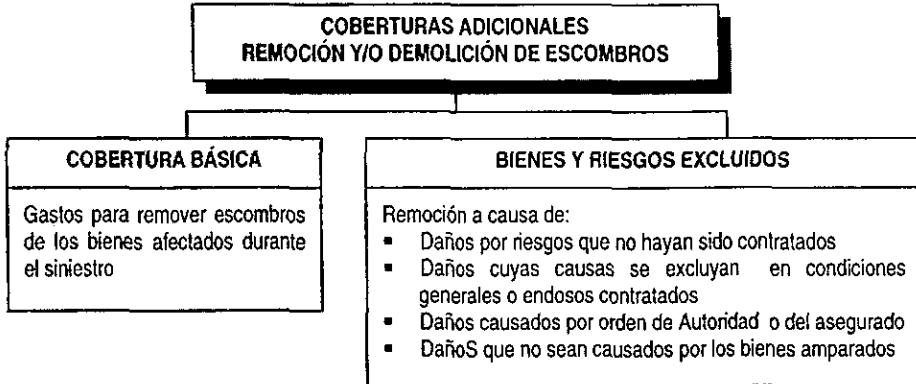 COBERTURAS ADICIONALES
REMOCIÓN Y/O DEMOLICIÓN DE ESCOMBROS
COBERTURA BÁSICA
Gastos para remover escombros
de los bienes afectados durante
el siniestro
BIENES Y RIESGOS EXCLUIDOS
Remoción a causa de:
▪ Daños por riesgos que no hayan sido contratados
▪ Daños cuyas causas se excluyan en condiciones
generales o endosos contratados
▪ Daños causados por orden de Autoridad o del asegurado
▪ DañoS que no sean causados por los bienes amparados